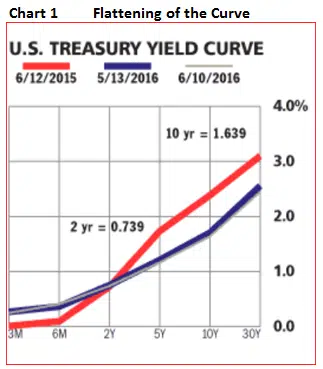 Chart 1 Flattening of the Curve
U.S. TREASURY YIELD CURVE
6/12/2015 5/13/2016 6/10/2016
4.0%
10 yr = 1.639
3.0
2 yr = 0.739
2.0
1.0
0.0
3M 6M 2Y 5Y 10Y 30Y